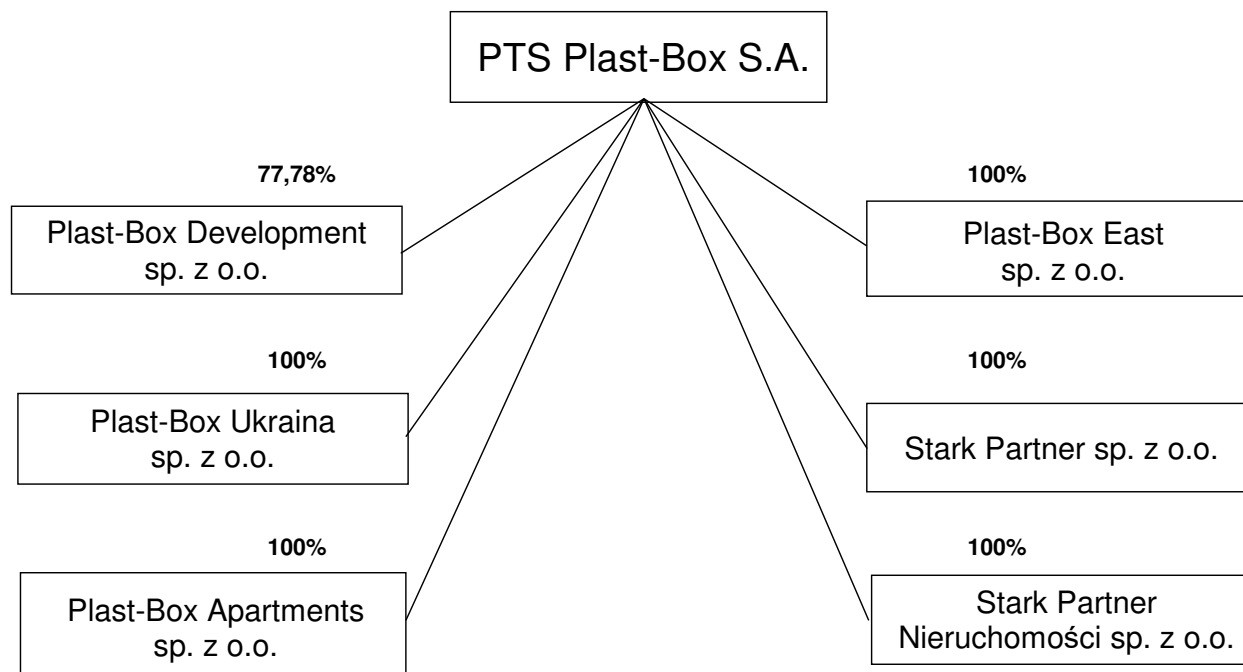 PTS Plast-Box S.A.
77,78%
100%
Plast-Box Development
sp. z o.o.
Plast-Box East
sp. z o.o.
100%
100%
Plast-Box Ukraina
sp. z o.o.
Stark Partner sp. z o.o.
100%
100%
Plast-Box Apartments
sp. z o.o.
Stark Partner
Nieruchomości sp. z o.o.